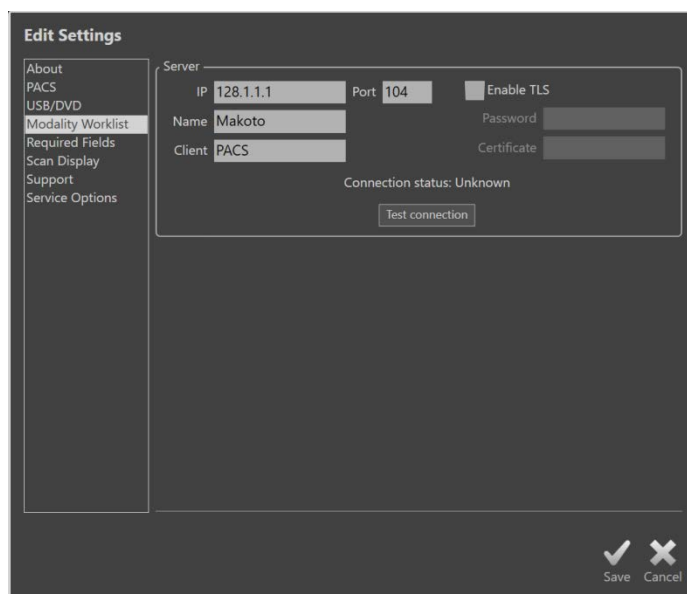 Edit Settings
About
PACS
USB/DVD
Modality Worklist
Required Fields
Scan Display
Support
Service Options
Server
IP 128.1.1.1 Port 104 Enable TLS
Name Makoto Password
Client PACS Certificate
Connection status: Unknown
Test connection
Save Cancel